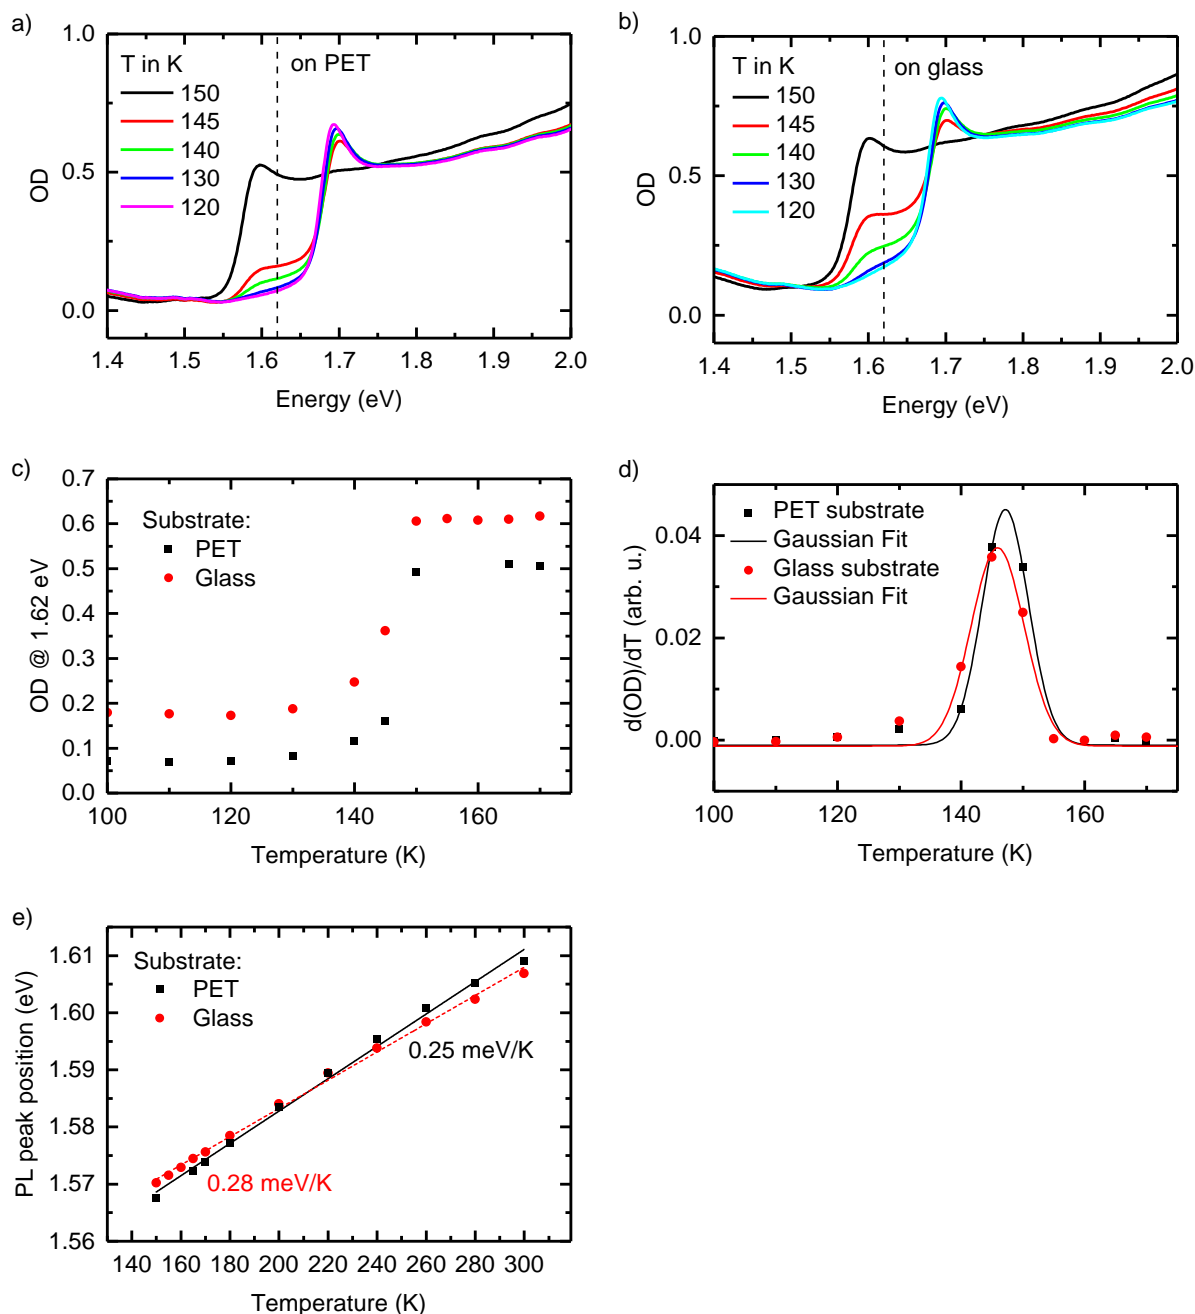 a)
T in K
150
145
140
130
120
on PET
1.0
0.5
0.0
OD
1.4 1.5 1.6 1.7 1.8 1.9 2.0
Energy (eV)
b)
T in K
150
145
140
130
120
on glass
1.0
0.5
0.0
OD
1.4 1.5 1.6 1.7 1.8 1.9 2.0
Energy (eV)
c)
Substrate:
PET
Glass
0.7
0.6
0.5
0.4
0.3
0.2
0.1
0.0
OD @ 1.62 eV
100 120 140 160
Temperature (K)
d)
PET substrate
Gaussian Fit
Glass substrate
Gaussian Fit
0.04
0.02
0.00
d(OD)/dT (arb. u.)
100 120 140 160
Temperature (K)
e)
Substrate:
PET
Glass
1.61
1.60
1.59
1.58
1.57
1.56
PL peak position (eV)
0.25 meV/K
0.28 meV/K
140 160 180 200 220 240 260 280 300
Temperature (K)